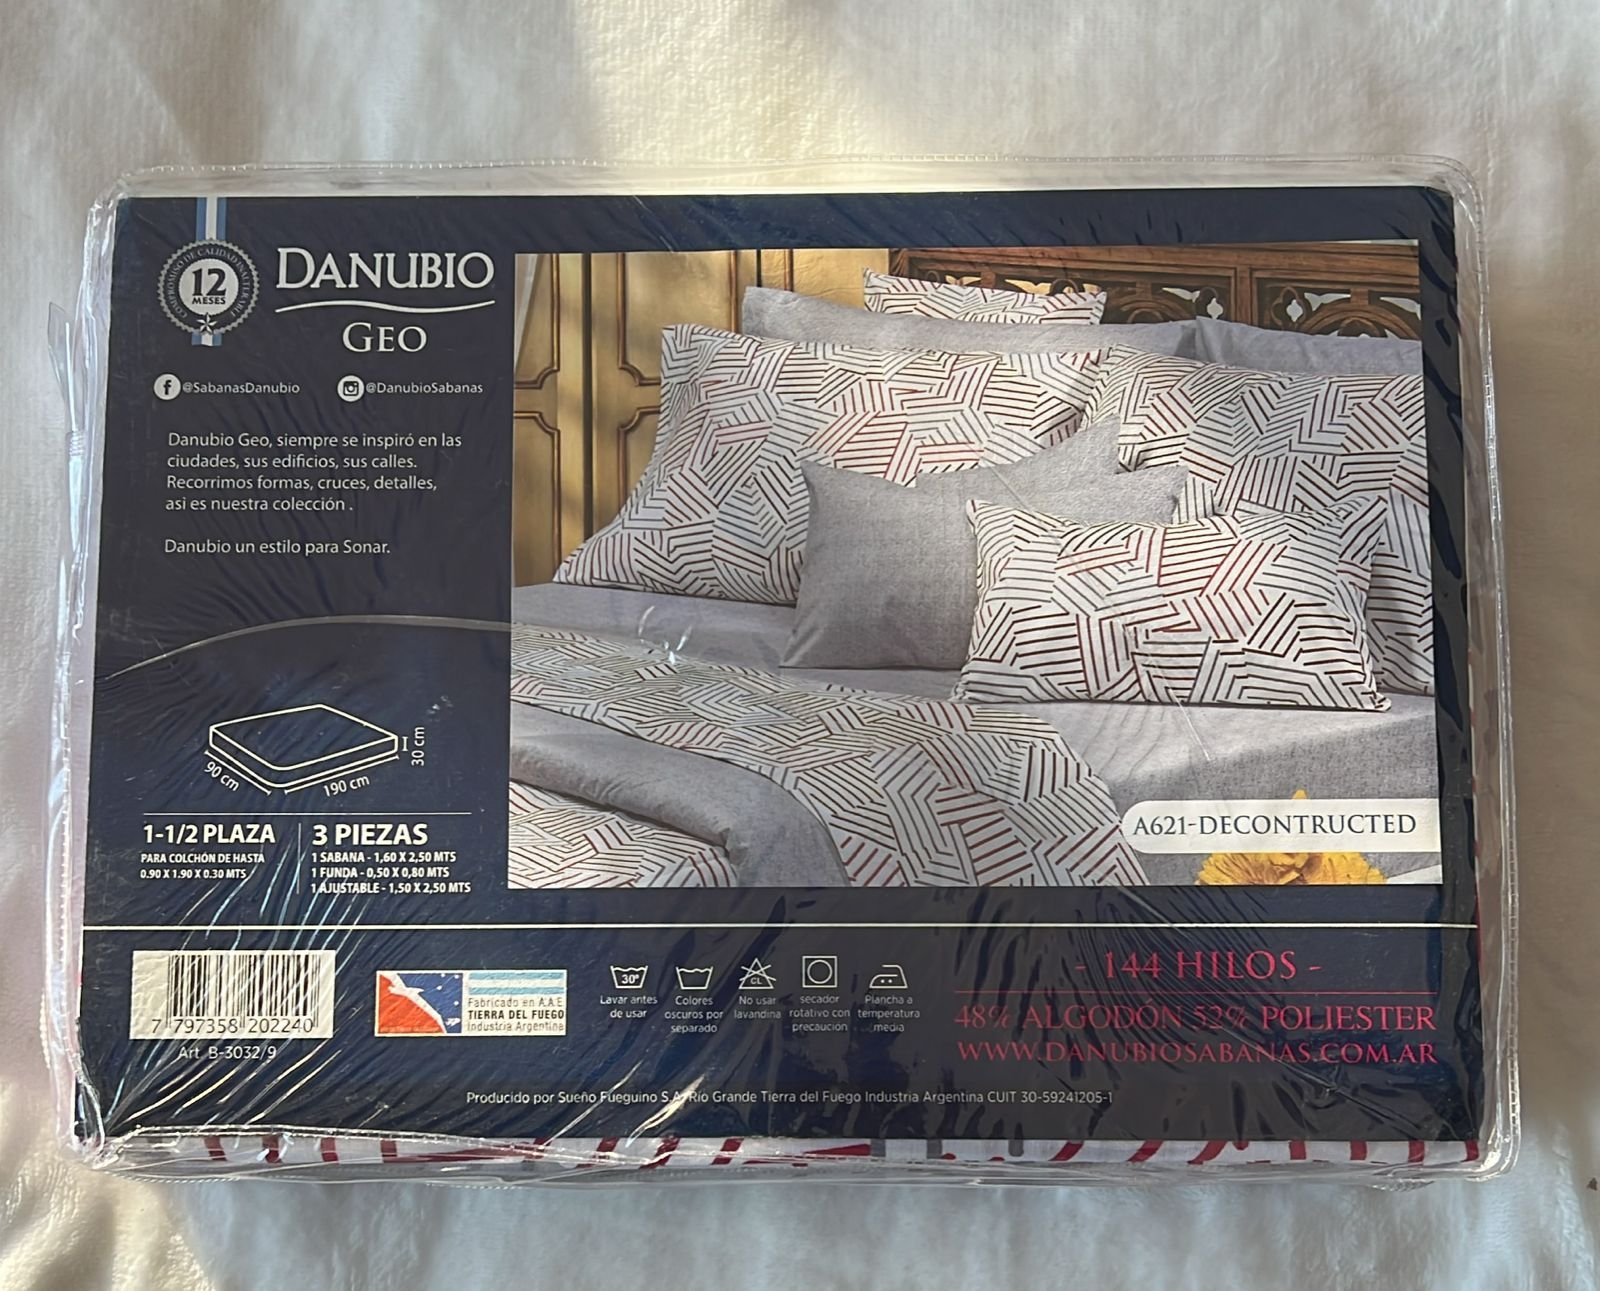 COMPROMISO DE CALIDAD INALTERABLE
12
MESES
DANUBIO
GEO
@SabanasDanubio
@DanubioSabanas
Danubio Geo, siempre se inspiró en las
ciudades, sus edificios, sus calles.
Recorrimos formas, cruces, detalles,
asi es nuestra colección .
Danubio un estilo para Sonar.
90 cm
190 cm
30 cm
1-1/2 PLAZA
PARA COLCHÓN DE HASTA
0.90 X 1.90 X 0.30 MTS
3 PIEZAS
1 SABANA - 1,60 X 2,50 MTS
1 FUNDA - 0,50 X 0,80 MTS
1 AJUSTABLE - 1,50 X 2,50 MTS
A621-DECONTRUCTED
7 797358 202240
Art. B-3032/9
Fabricado en A.A.E
TIERRA DEL FUEGO
Industria Argentina
30°
Lavar antes
de usar
Colores
oscuros por
separado
CL
No usar
lavandina
secador
rotativo con
precaución
Plancha a
temperatura
media
- 144 HILOS -
48% ALGODÓN 52% POLIESTER
WWW.DANUBIOSABANAS.COM.AR
Producido por Sueño Fueguino S.A. Río Grande Tierra del Fuego Industria Argentina CUIT 30-59241205-1